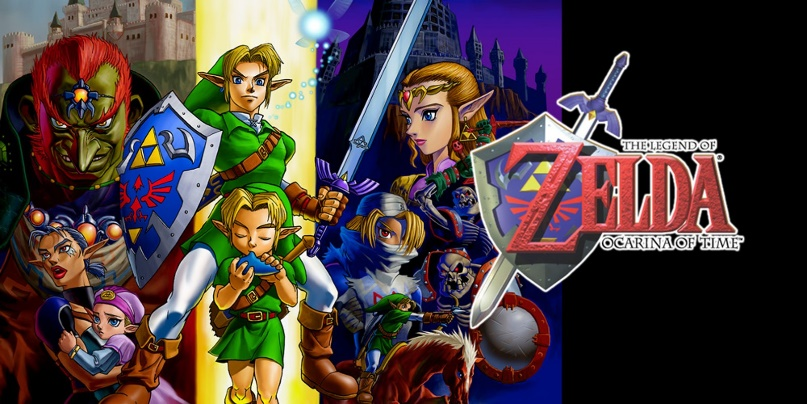 THE LEGEND OF
ZELDA
OCARINA OF TIME